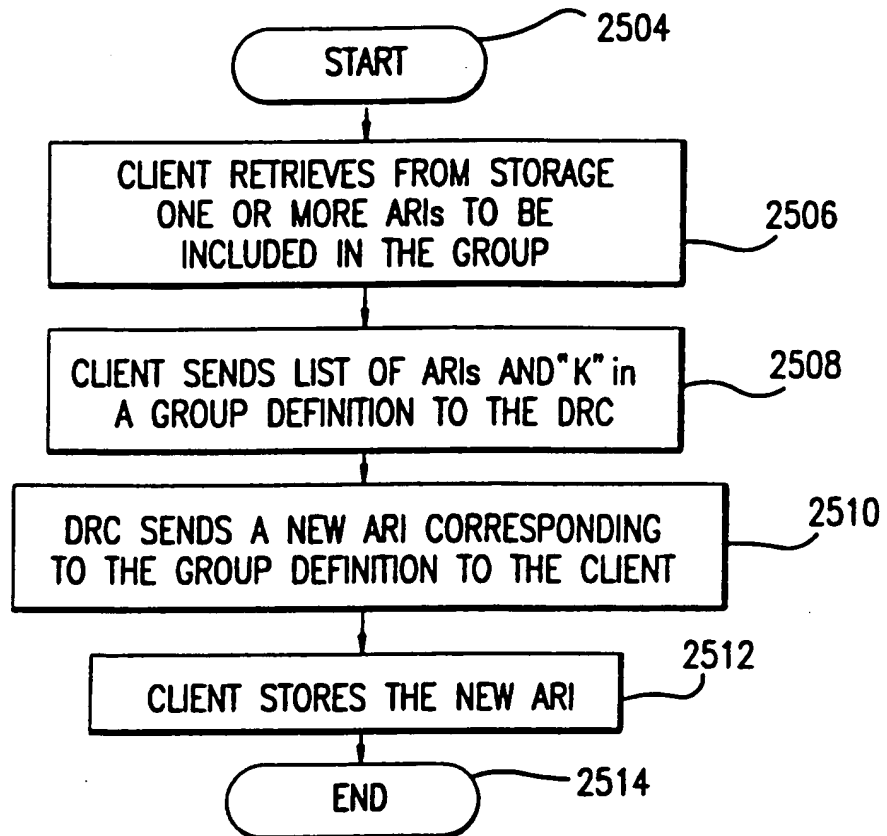 2504
START
CLIENT RETRIEVES FROM STORAGE
ONE OR MORE ARIs TO BE
INCLUDED IN THE GROUP
2506
CLIENT SENDS LIST OF ARIs AND "K" in
A GROUP DEFINITION TO THE DRC
2508
DRC SENDS A NEW ARI CORRESPONDING
TO THE GROUP DEFINITION TO THE CLIENT
2510
CLIENT STORES THE NEW ARI
2512
END
2514